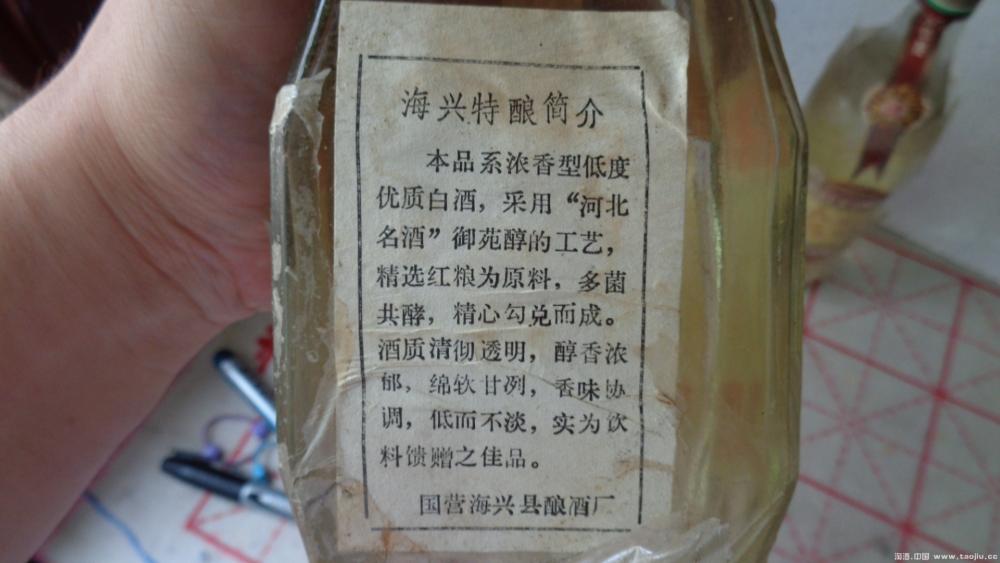 海兴特酿简介
本品系浓香型低度
优质白酒，采用“河北
名酒”御苑醇的工艺，
精选红粮为原料，多菌
共酵，精心勾兑而成。
酒质清彻透明，醇香浓
郁，绵软甘冽，香味协
调，低而不淡，实为饮
料馈赠之佳品。
国营海兴县酿酒厂
淘酒.中国 www.taojiu.cc